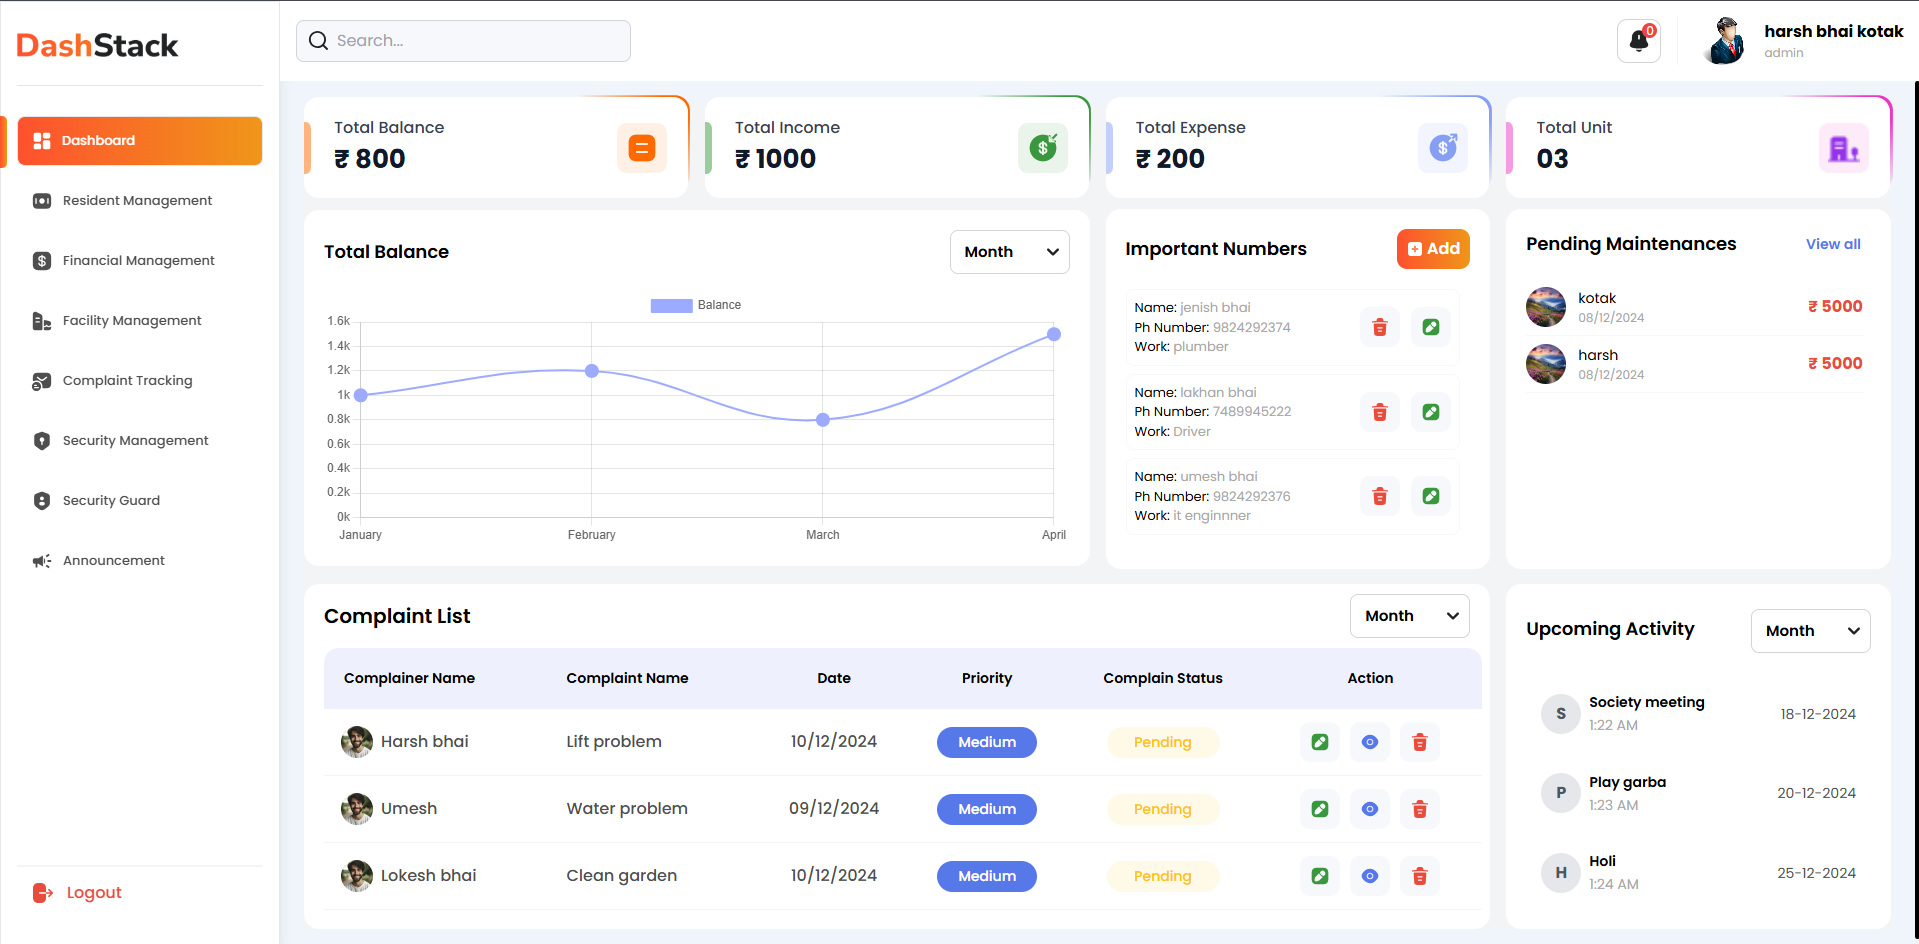 DashStack
Search...
0
harsh bhai kotak
admin
Dashboard
Resident Management
Financial Management
Facility Management
Complaint Tracking
Security Management
Security Guard
Announcement
Logout
Total Balance
₹ 800
Total Income
₹ 1000
Total Expense
₹ 200
Total Unit
03
Total Balance
Month
Balance
1.6k
1.4k
1.2k
1k
0.8k
0.6k
0.4k
0.2k
0k
January February March April
Important Numbers
Add
Name: jenish bhai
Ph Number: 9824292374
Work: plumber
Name: lakhan bhai
Ph Number: 7489945222
Work: Driver
Name: umesh bhai
Ph Number: 9824292376
Work: it enginnner
Pending Maintenances View all
kotak
08/12/2024
₹ 5000
harsh
08/12/2024
₹ 5000
Complaint List
Month
Complainer Name Complaint Name Date Priority Complain Status Action
Harsh bhai Lift problem 10/12/2024 Medium Pending
Umesh Water problem 09/12/2024 Medium Pending
Lokesh bhai Clean garden 10/12/2024 Medium Pending
Upcoming Activity
Month
S
Society meeting
1:22 AM
18-12-2024
P
Play garba
1:23 AM
20-12-2024
H
Holi
1:24 AM
25-12-2024